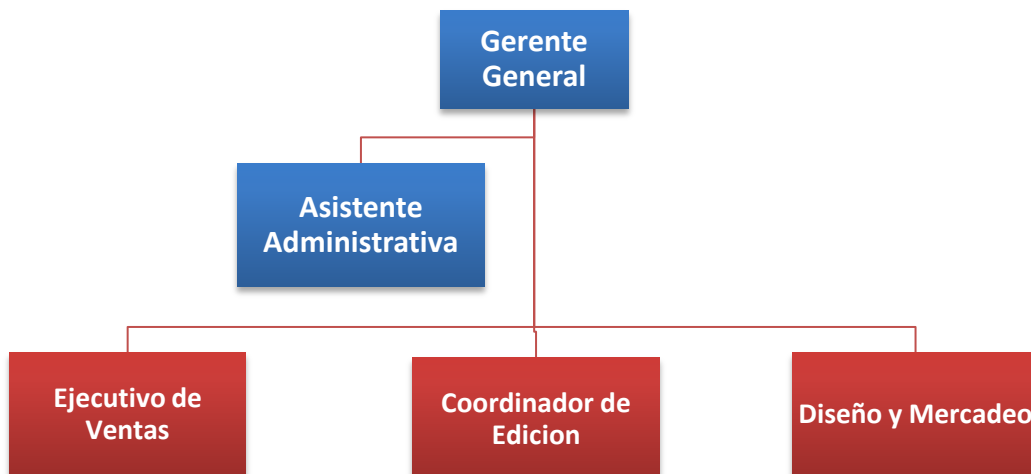 Gerente
General
Asistente
Administrativa
Ejecutivo de
Ventas
Coordinador de
Edicion
Diseño y Mercadeo